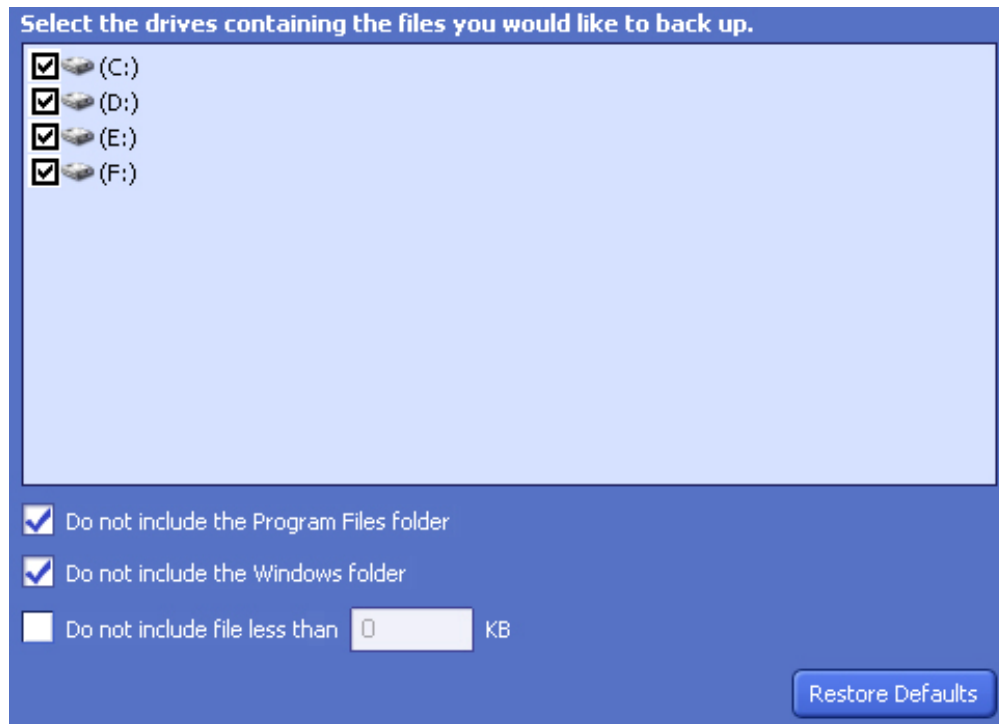 Select the drives containing the files you would like to back up.
(C:)
(D:)
(E:)
(F:)
Do not include the Program Files folder
Do not include the Windows folder
Do not include file less than 0 KB
Restore Defaults